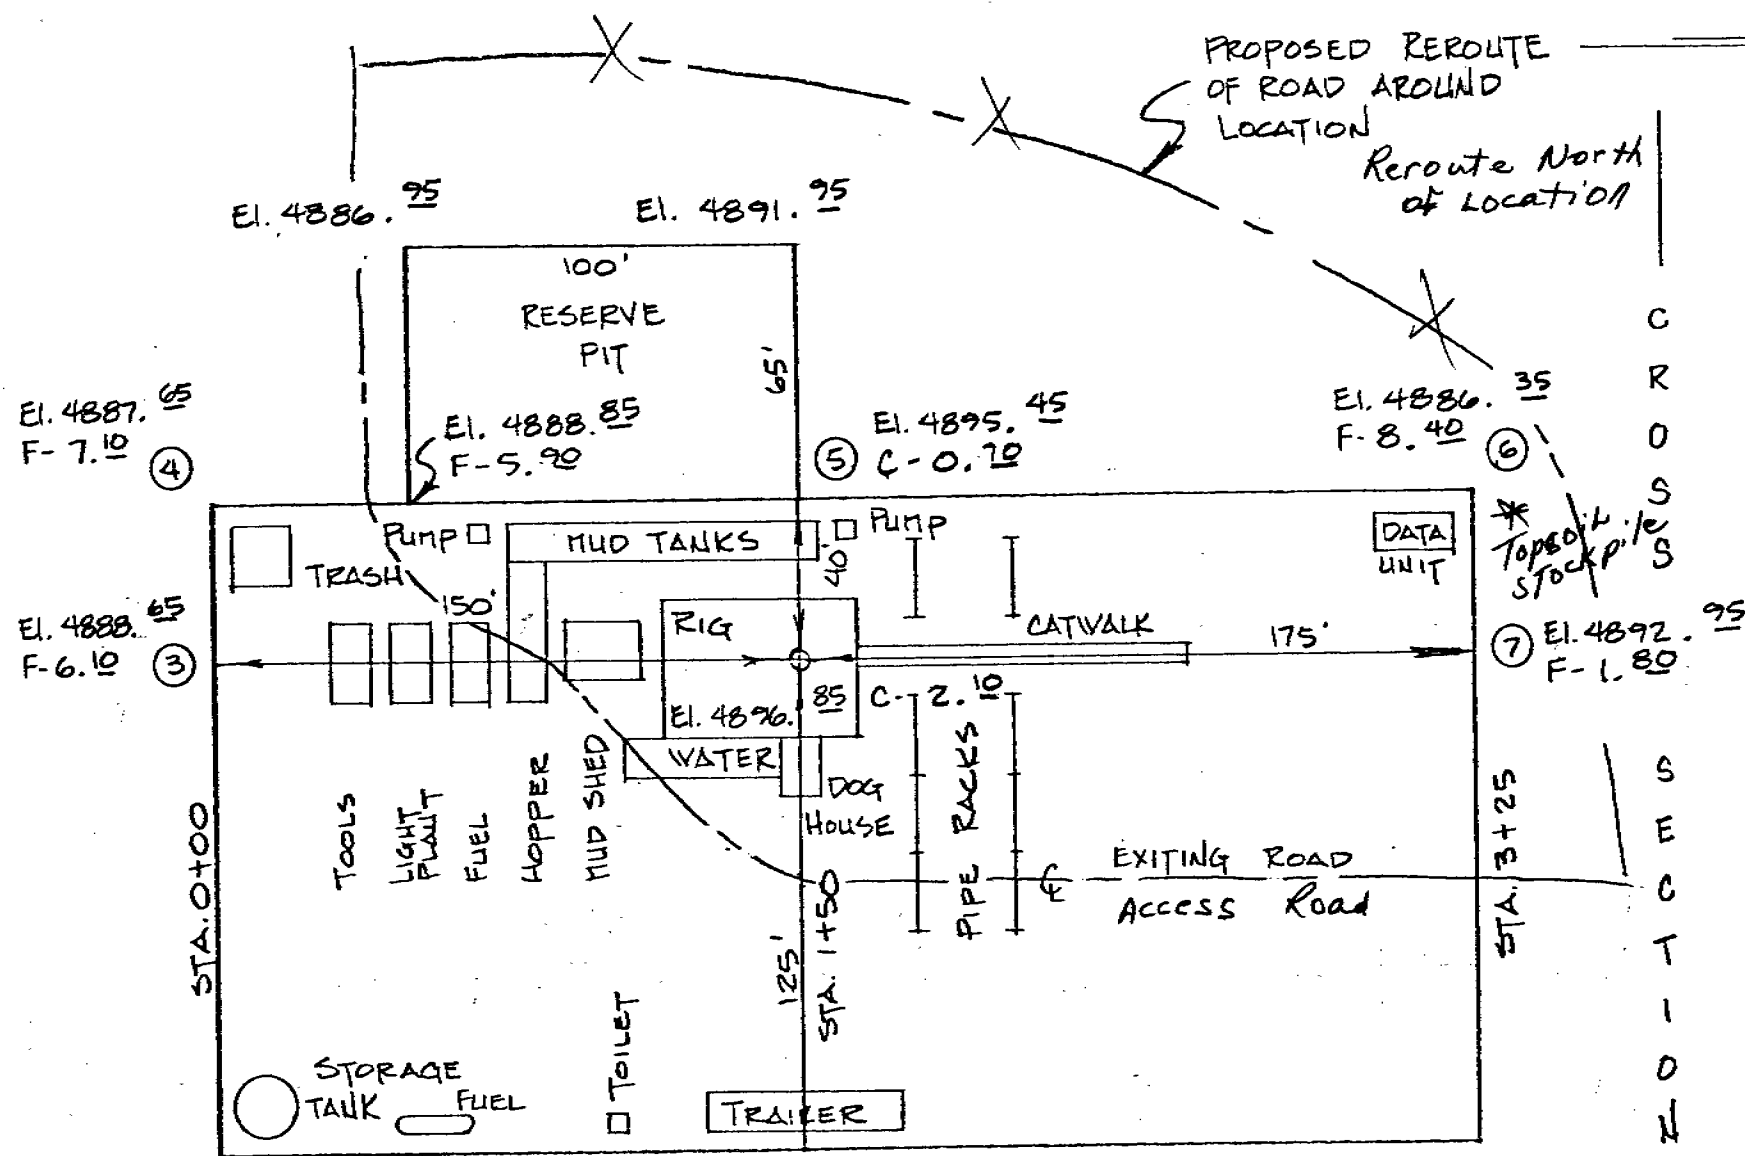 PROPOSED REROUTE
OF ROAD AROUND
LOCATION
Reroute North
of Location
El. 4886.95
El. 4891.95
100'
RESERVE
PIT
65'
El. 4887.65
F-7.10
4
El. 4888.85
F-5.90
5
El. 4895.45
C-0.70
El. 4886.35
F-8.40
6
* Topsoil
Stockpile
Pump
MUD TANKS
40'
Pump
DATA
UNIT
TRASH
150'
RIG
CATWALK
175'
El. 4888.65
F-6.10
3
7
El. 4892.95
F-1.80
El. 4896.85
C-2.10
WATER
DOG
HOUSE
TOOLS
LIGHT
PLANT
FUEL
HOPPER
MUD SHED
PIPE RACKS
℄
EXITING ROAD
Access Road
STA. 0+00
STA. 1+50
STA. 3+25
125'
STORAGE
TANK
FUEL
TOILET
TRAILER
CROSS SECTION